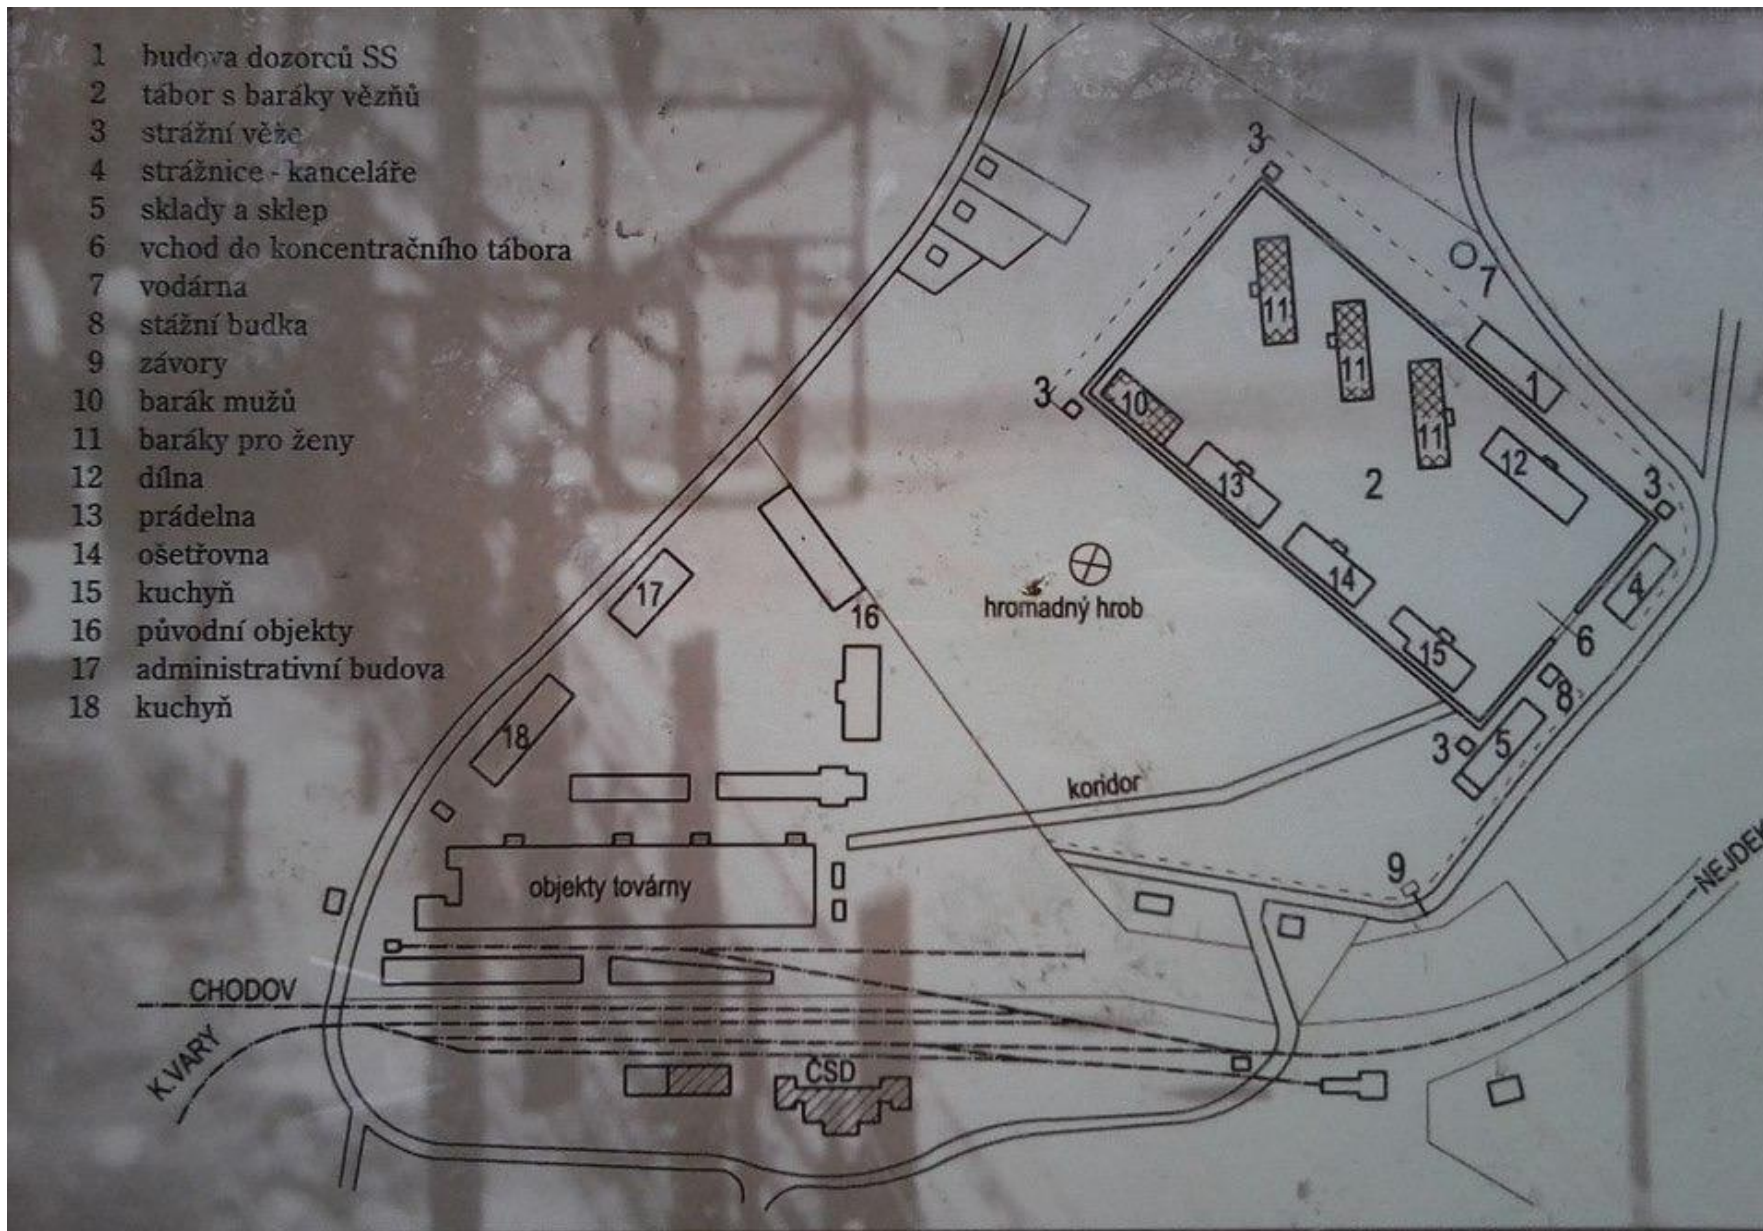 1 budova dozorců SS
2 tábor s baráky vězňů
3 strážní věže
4 strážnice - kanceláře
5 sklady a sklep
6 vchod do koncentračního tábora
7 vodárna
8 stážní budka
9 závory
10 barák mužů
11 baráky pro ženy
12 dílna
13 prádelna
14 ošetřovna
15 kuchyň
16 původní objekty
17 administrativní budova
18 kuchyň
3
7
11
11
1
3
10
11
12
13
2
3
14
4
hromadný hrob
17
16
15
6
8
18
3
5
koridor
9
objekty továrny
NEJDEK
CHODOV
K.VARY
ČSD